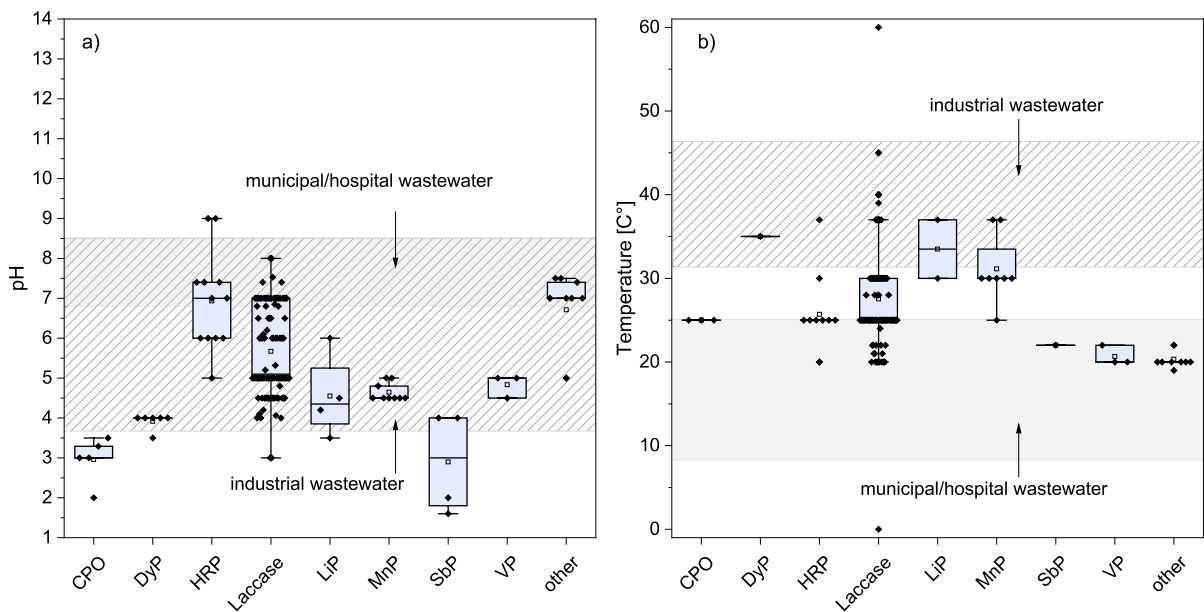 a)
pH
14
13
12
11
10
9
8
7
6
5
4
3
2
1
municipal/hospital wastewater
industrial wastewater
CPO
DyP
HRP
Laccase
LiP
MnP
SbP
VP
other
b)
Temperature [C°]
60
50
40
30
20
10
0
industrial wastewater
municipal/hospital wastewater
CPO
DyP
HRP
Laccase
LiP
MnP
SbP
VP
other